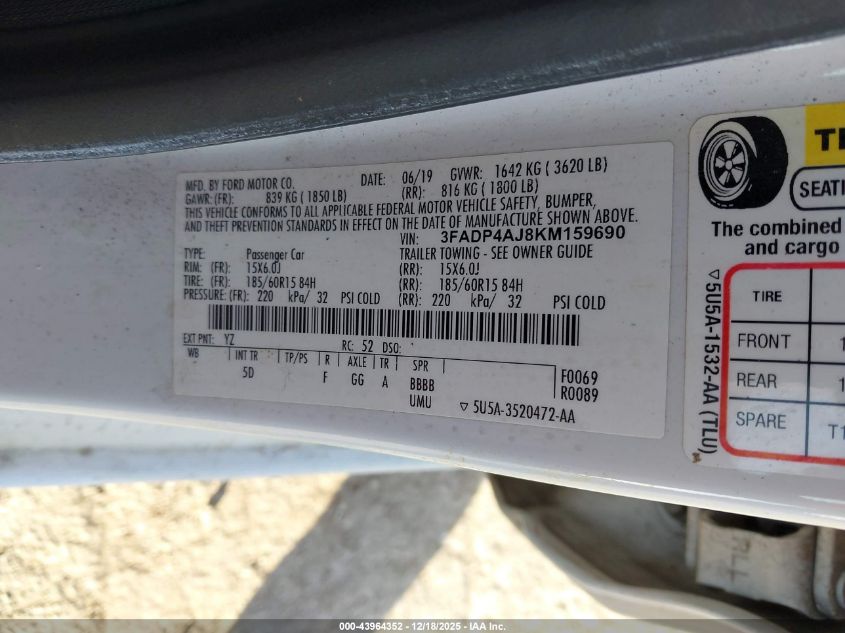 MFD. BY FORD MOTOR CO. DATE: 06/19 GVWR: 1642 KG ( 3620 LB)
GAWR: (FR): 839 KG ( 1850 LB) (RR): 816 KG ( 1800 LB)
THIS VEHICLE CONFORMS TO ALL APPLICABLE FEDERAL MOTOR VEHICLE SAFETY, BUMPER,
AND THEFT PREVENTION STANDARDS IN EFFECT ON THE DATE OF MANUFACTURE SHOWN ABOVE.
VIN: 3FADP4AJ8KM159690
TYPE: Passenger Car TRAILER TOWING - SEE OWNER GUIDE
RIM: (FR): 15X6.0J (RR): 15X6.0J
TIRE: (FR): 185/60R15 84H (RR): 185/60R15 84H
PRESSURE: (FR): 220 kPa/ 32 PSI COLD (RR): 220 kPa/ 32 PSI COLD
EXT PNT: YZ RC: 52 DSO:
WB INT TR TP/PS R AXLE TR SPR
5D F GG A BBBB F0069
UMU R0089
▽ 5U5A-3520472-AA
SEATI
The combined
and cargo
TIRE
FRONT 1
REAR 1
SPARE T1
▽5U5A-1532-AA (TLU)
000-43964352 / 12/18/2025 - IAA Inc.